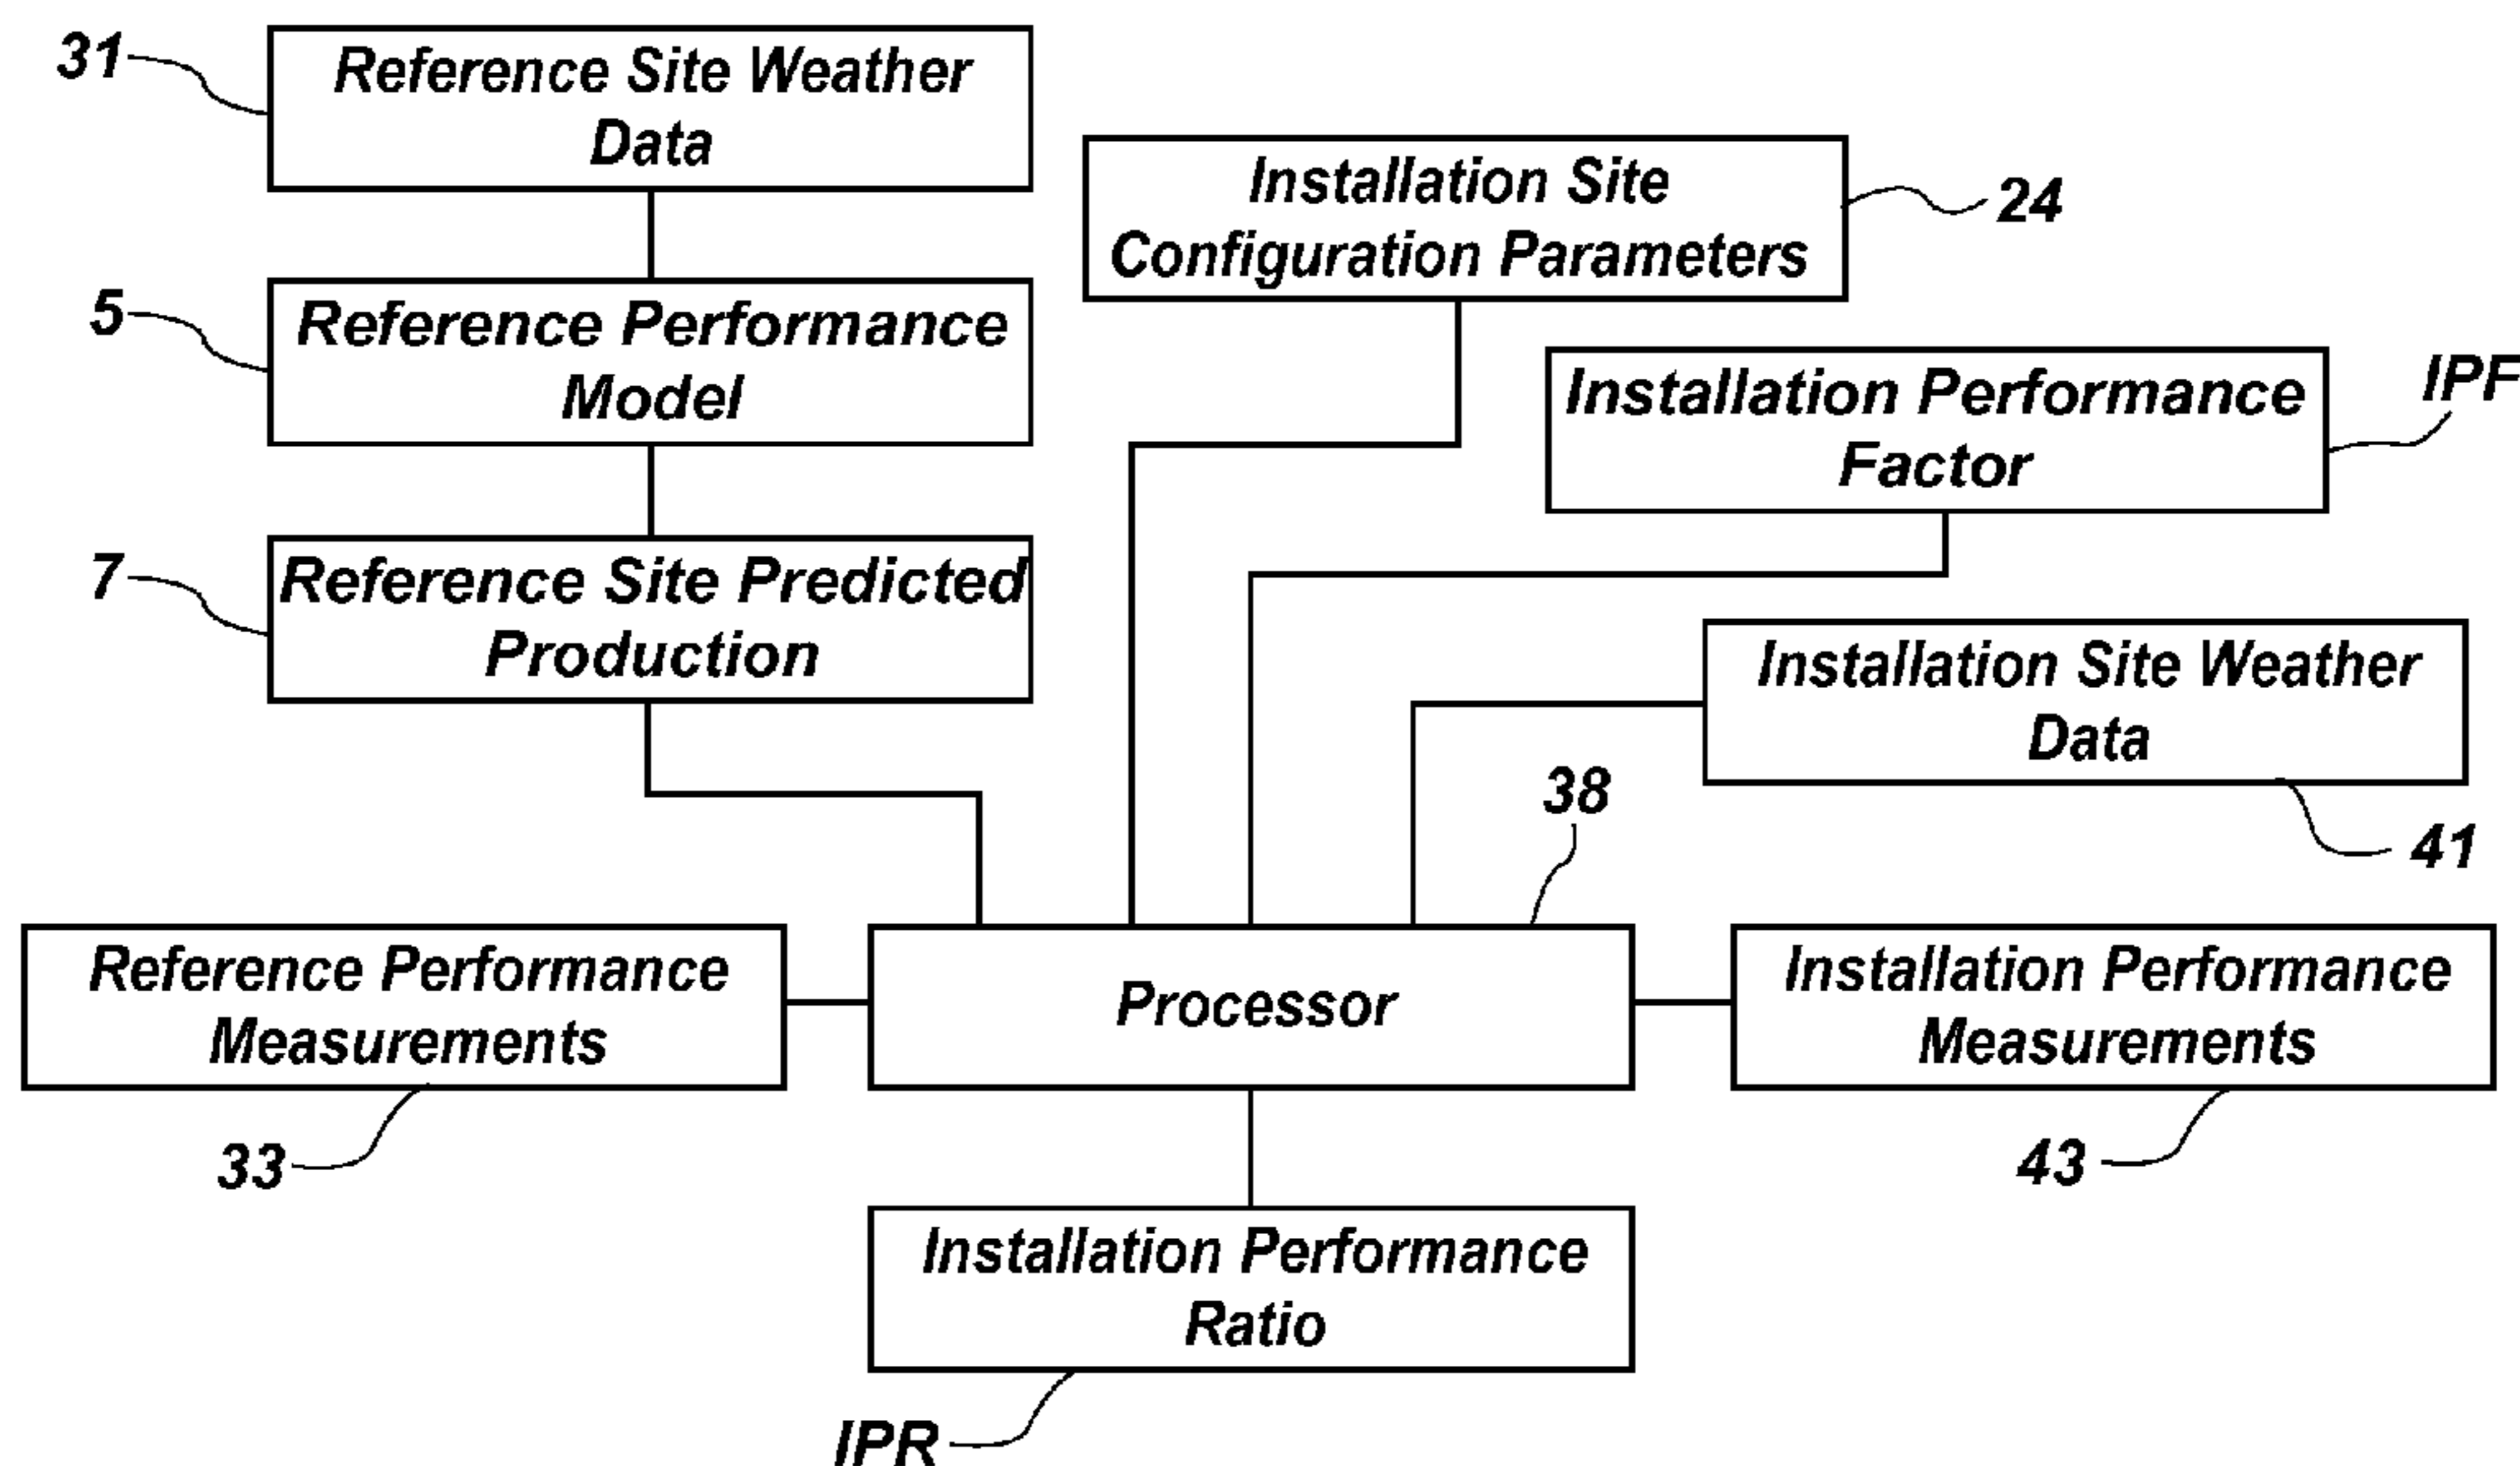 31
Reference Site Weather
Data
Installation Site
Configuration Parameters
24
5
Reference Performance
Model
Installation Performance
Factor
IPF
7
Reference Site Predicted
Production
Installation Site Weather
Data
41
38
Reference Performance
Measurements
33
Processor
Installation Performance
Measurements
43
Installation Performance
Ratio
IPR